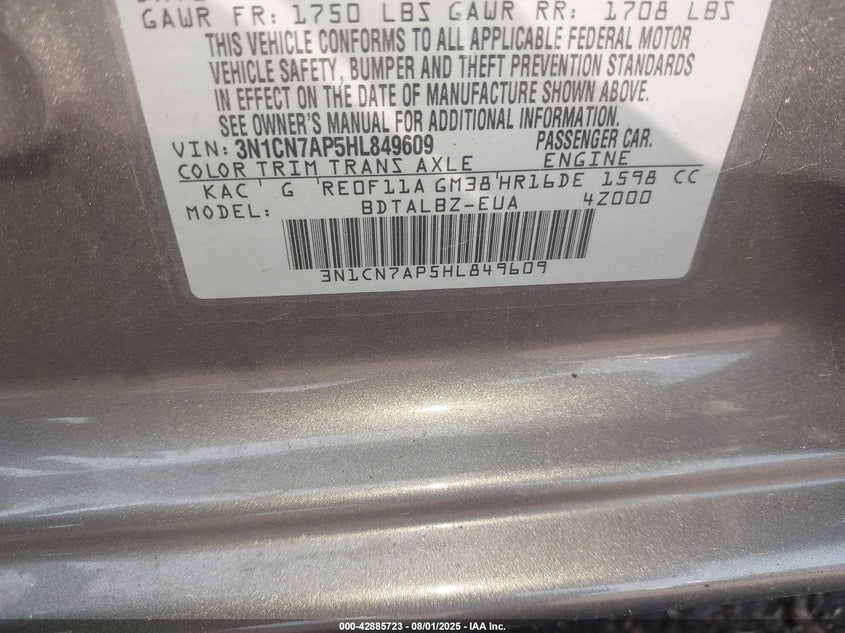 GAWR FR: 1750 LBS GAWR RR: 1708 LBS
THIS VEHICLE CONFORMS TO ALL APPLICABLE FEDERAL MOTOR
VEHICLE SAFETY, BUMPER AND THEFT PREVENTION STANDARDS
IN EFFECT ON THE DATE OF MANUFACTURE SHOWN ABOVE.
SEE OWNER'S MANUAL FOR ADDITIONAL INFORMATION.
VIN: 3N1CN7AP5HL849609 PASSENGER CAR.
COLOR TRIM TRANS AXLE ENGINE
KAC G RE0F11A GM38 HR16DE 1598 CC
MODEL: BDTALBZ-EUA 4Z000
3N1CN7AP5HL849609
000-42885723 - 08/01/2025 - IAA Inc.